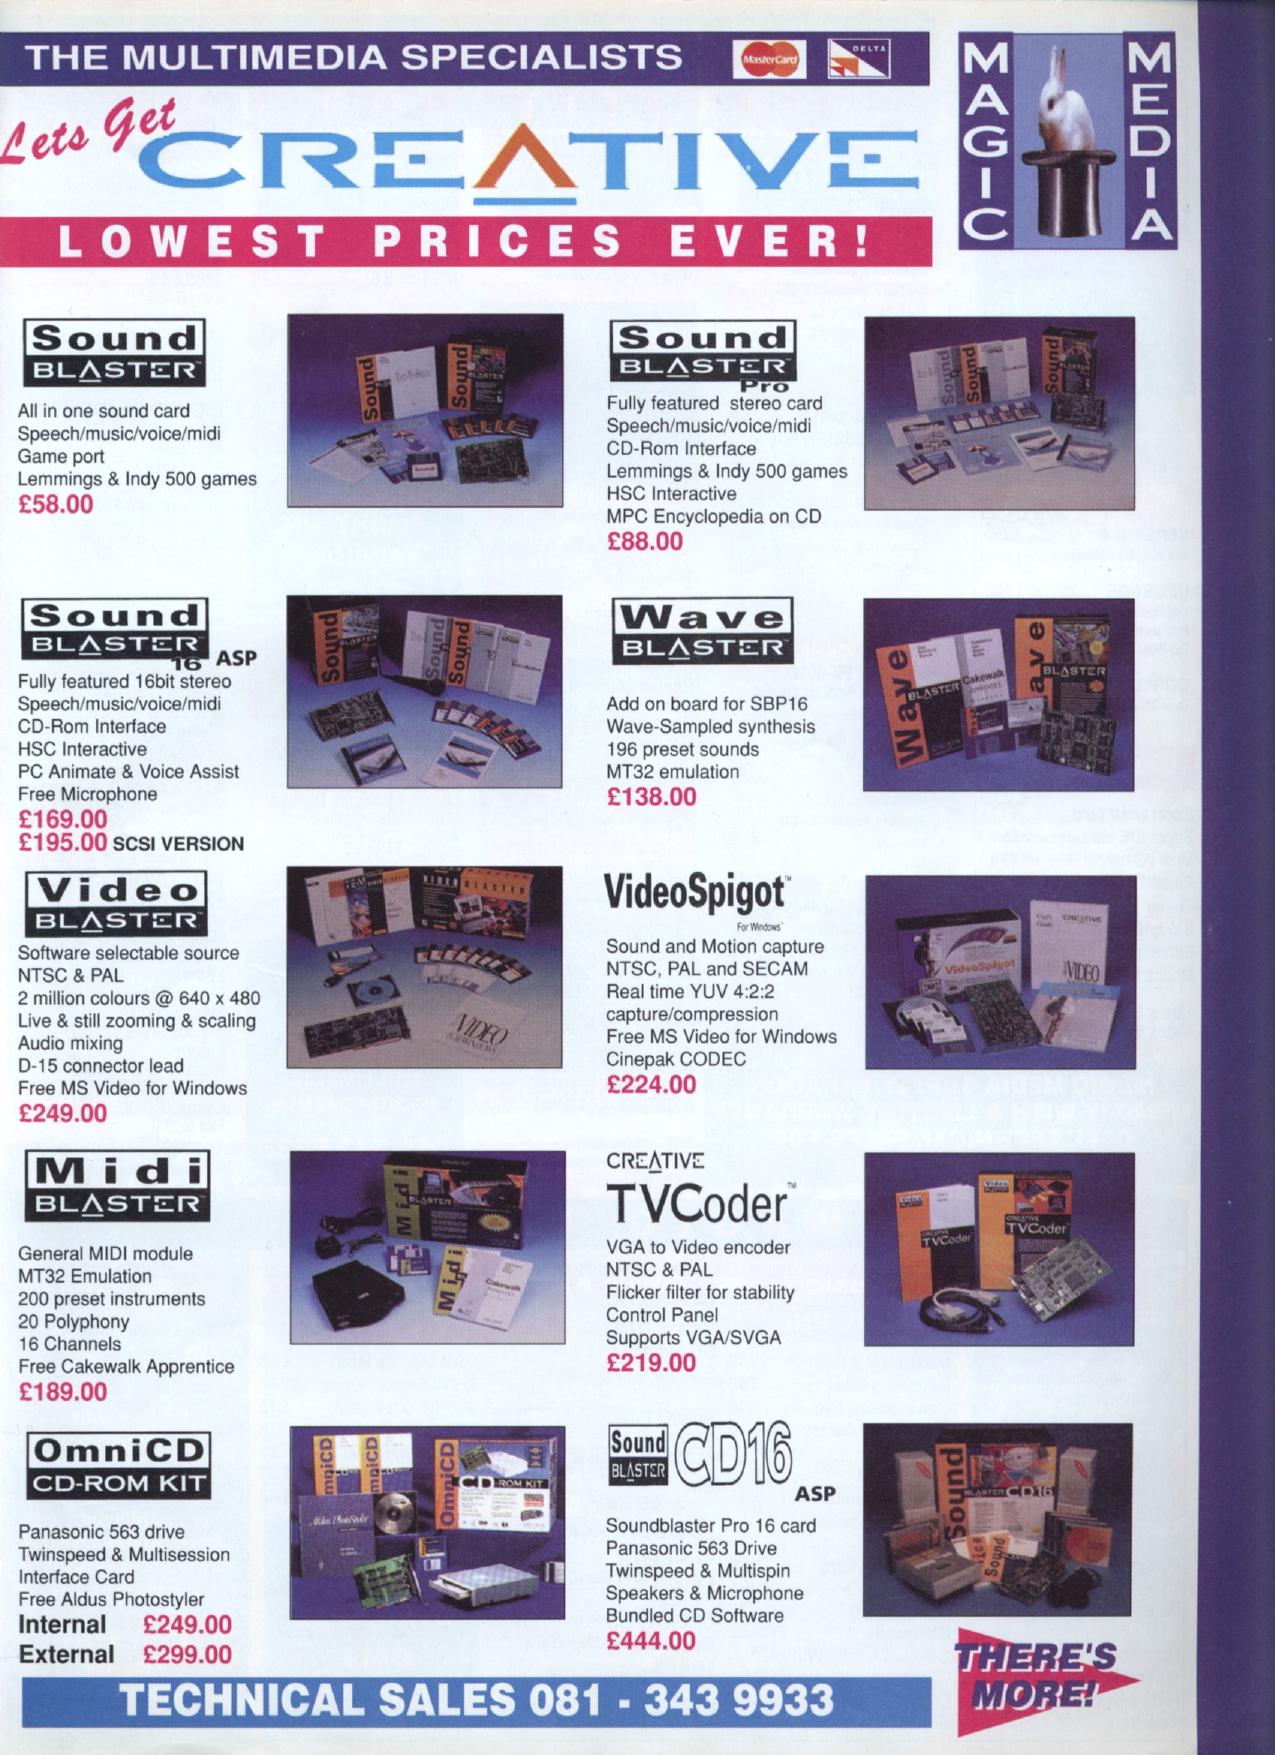 THE MULTIMEDIA SPECIALISTS
MasterCard
DELTA
MAGIC
MEDIA
Lets Get
CREATIVE
LOWEST PRICES EVER!
Sound
BLASTER™
All in one sound card
Speech/music/voice/midi
Game port
Lemmings & Indy 500 games
£58.00
Sound
BLASTER™
Pro
Fully featured stereo card
Speech/music/voice/midi
CD-Rom Interface
Lemmings & Indy 500 games
HSC Interactive
MPC Encyclopedia on CD
£88.00
Sound
BLASTER™
16 ASP
Fully featured 16bit stereo
Speech/music/voice/midi
CD-Rom Interface
HSC Interactive
PC Animate & Voice Assist
Free Microphone
£169.00
£195.00 SCSI VERSION
Wave
BLASTER™
Add on board for SBP16
Wave-Sampled synthesis
196 preset sounds
MT32 emulation
£138.00
Video
BLASTER™
Software selectable source
NTSC & PAL
2 million colours @ 640 x 480
Live & still zooming & scaling
Audio mixing
D-15 connector lead
Free MS Video for Windows
£249.00
VideoSpigot™
For Windows™
Sound and Motion capture
NTSC, PAL and SECAM
Real time YUV 4:2:2
capture/compression
Free MS Video for Windows
Cinepak CODEC
£224.00
Midi
BLASTER™
General MIDI module
MT32 Emulation
200 preset instruments
20 Polyphony
16 Channels
Free Cakewalk Apprentice
£189.00
CREATIVE
TVCoder™
VGA to Video encoder
NTSC & PAL
Flicker filter for stability
Control Panel
Supports VGA/SVGA
£219.00
OmniCD
CD-ROM KIT
Panasonic 563 drive
Twinspeed & Multisession
Interface Card
Free Aldus Photostyler
Internal £249.00
External £299.00
Sound
BLASTER
CD16
ASP
Soundblaster Pro 16 card
Panasonic 563 Drive
Twinspeed & Multispin
Speakers & Microphone
Bundled CD Software
£444.00
TECHNICAL SALES 081 - 343 9933
THERE'S
MORE!